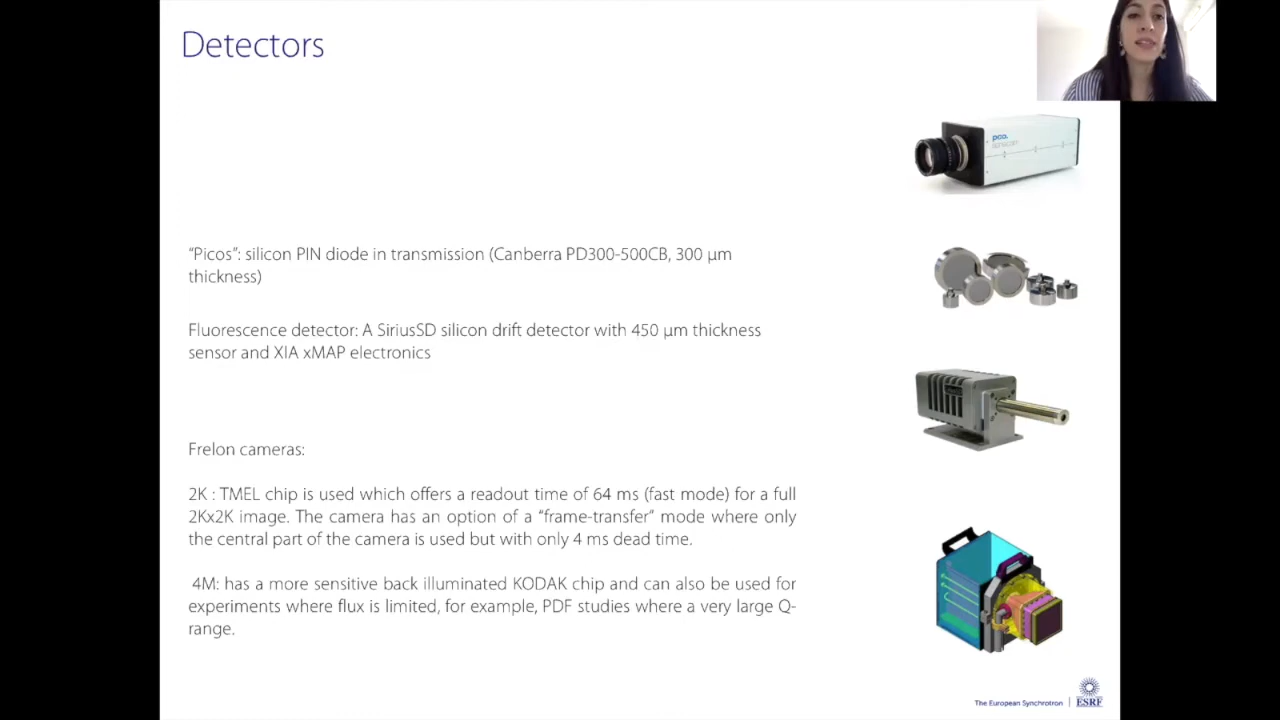 Detectors
pco.
“Picos”: silicon PIN diode in transmission (Canberra PD300-500CB, 300 μm
thickness)
Fluorescence detector: A SiriusSD silicon drift detector with 450 μm thickness
sensor and XIA xMAP electronics
Frelon cameras:
2K : TMEL chip is used which offers a readout time of 64 ms (fast mode) for a full
2Kx2K image. The camera has an option of a “frame-transfer” mode where only
the central part of the camera is used but with only 4 ms dead time.
4M: has a more sensitive back illuminated KODAK chip and can also be used for
experiments where flux is limited, for example, PDF studies where a very large Q-
range.
The European Synchrotron | ESRF